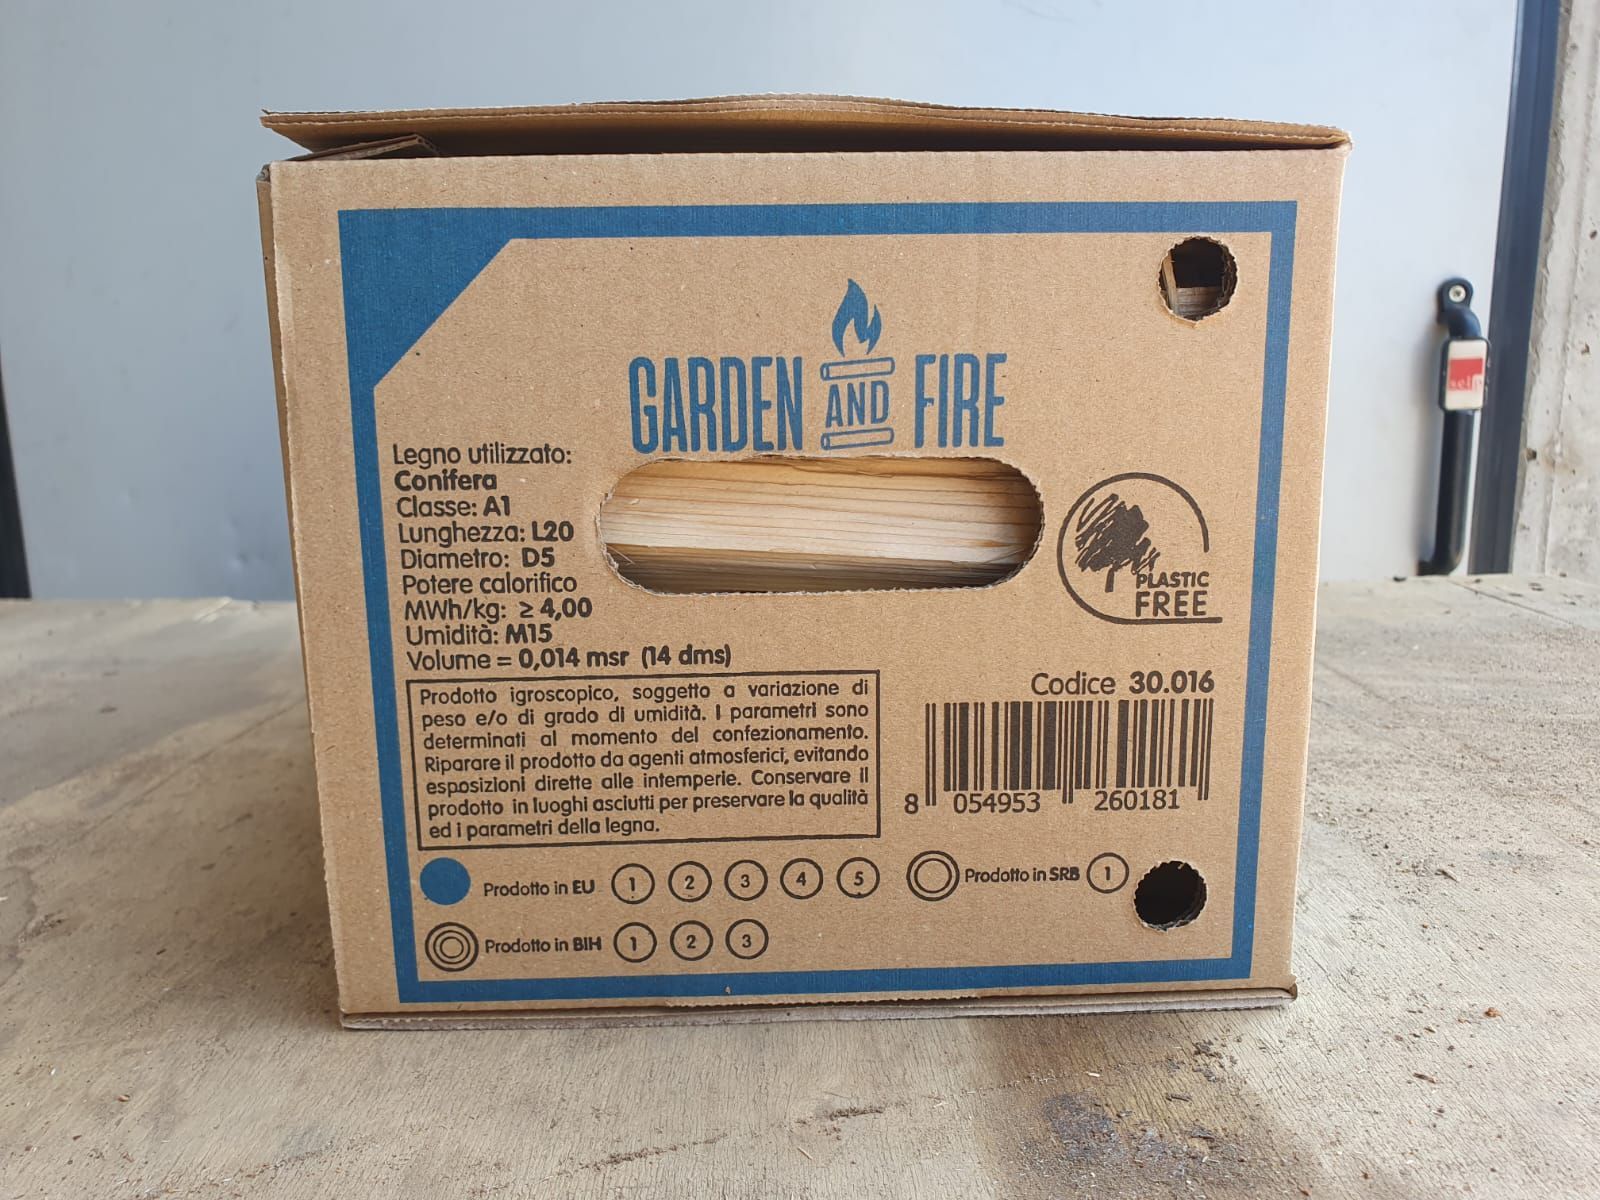 GARDEN AND FIRE
Legno utilizzato:
Conifera
Classe: A1
Lunghezza: L20
Diametro: D5
Potere calorifico
MWh/kg: ≥ 4,00
Umidità: M15
Volume = 0,014 msr (14 dms)
PLASTIC
FREE
Prodotto igroscopico, soggetto a variazione di
peso e/o di grado di umidità. I parametri sono
determinati al momento del confezionamento.
Riparare il prodotto da agenti atmosferici, evitando
esposizioni dirette alle intemperie. Conservare il
prodotto in luoghi asciutti per preservare la qualità
ed i parametri della legna.
Codice 30.016
8 054953 260181
Prodotto in EU 1 2 3 4 5 Prodotto in SRB 1
Prodotto in BIH 1 2 3